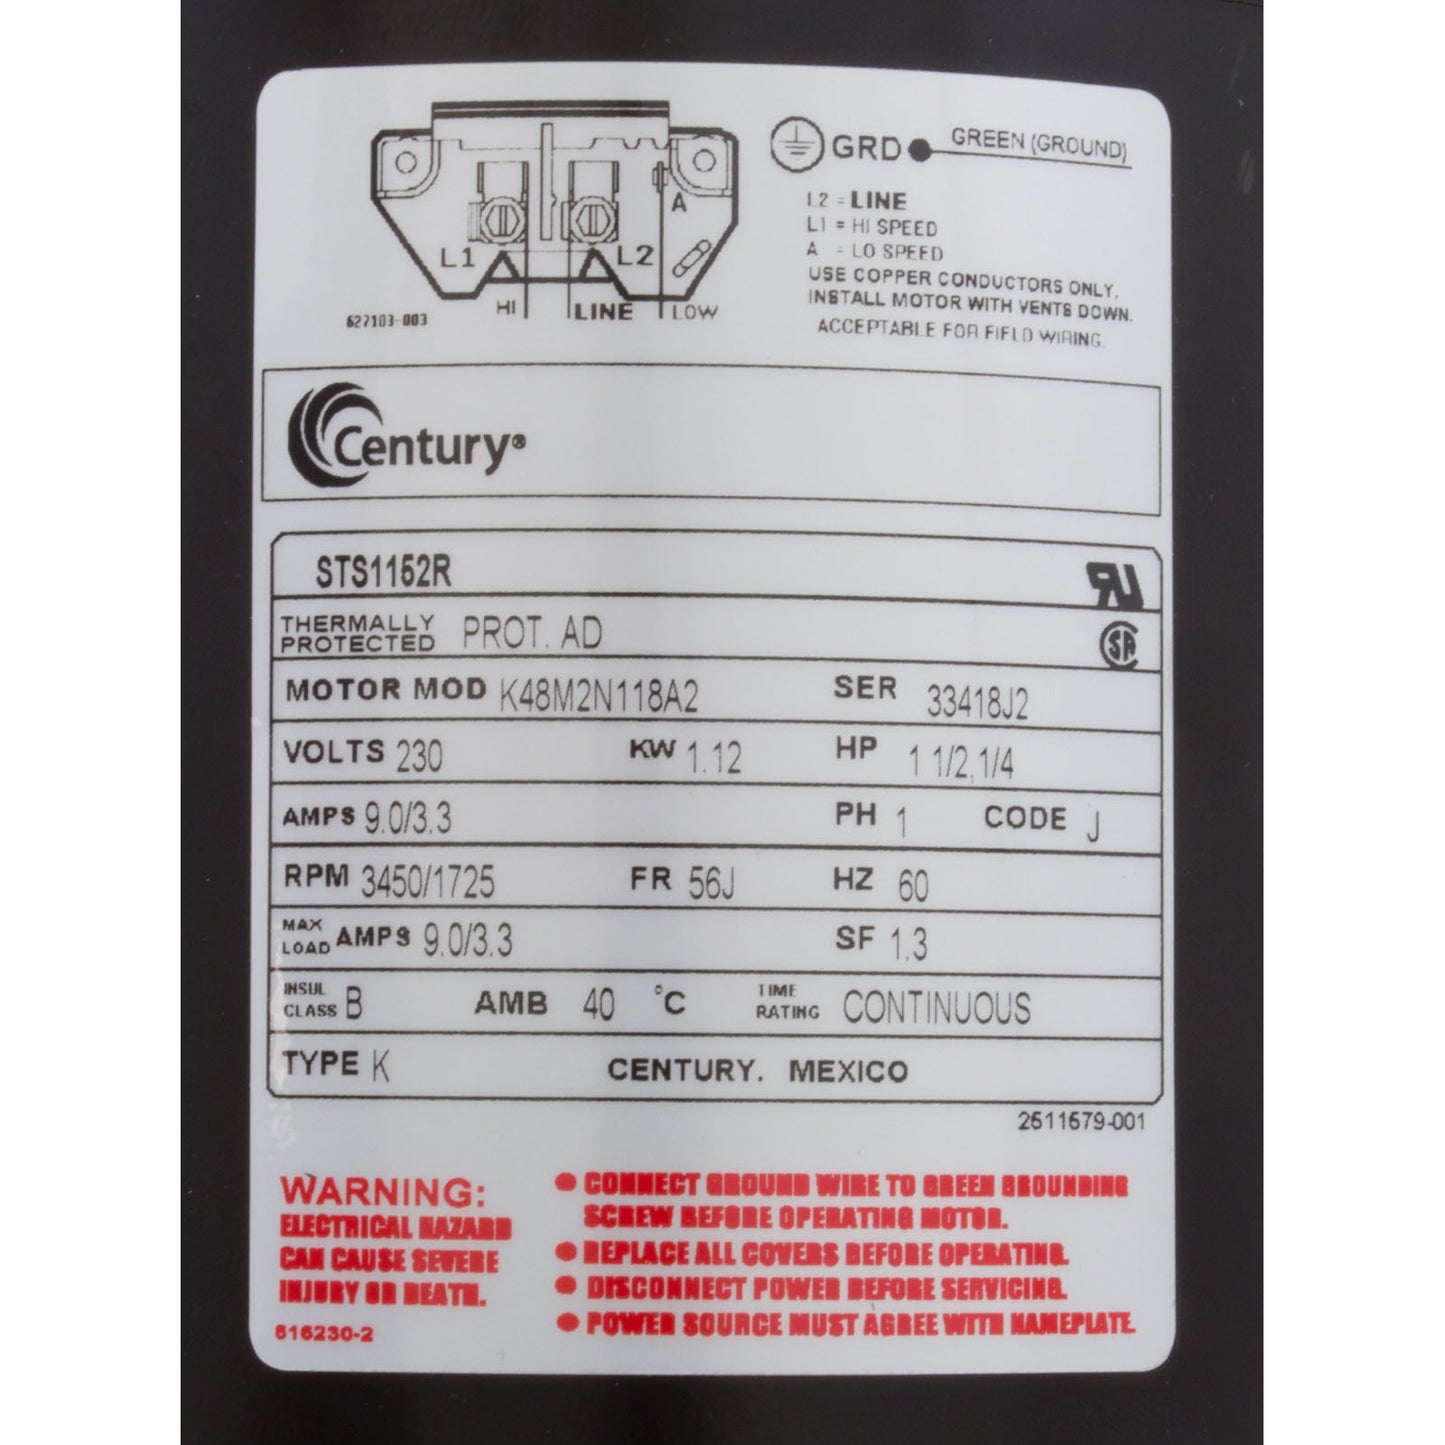 GRD GREEN (GROUND)
L2 = LINE
L1 = HI SPEED
A = LO SPEED
USE COPPER CONDUCTORS ONLY.
INSTALL MOTOR WITH VENTS DOWN.
ACCEPTABLE FOR FIELD WIRING.
A
L1 L2
HI LINE LOW
627103-003
Century®
STS1152R
THERMALLY
PROTECTED PROT. AD
MOTOR MOD K48M2N118A2 SER 33418J2
VOLTS 230 KW 1.12 HP 1 1/2,1/4
AMPS 9.0/3.3 PH 1 CODE J
RPM 3450/1725 FR 56J HZ 60
MAX
LOAD AMPS 9.0/3.3 SF 1.3
INSUL
CLASS B AMB 40 °C TIME
RATING CONTINUOUS
TYPE K CENTURY. MEXICO
2511579-001
WARNING:
ELECTRICAL HAZARD
CAN CAUSE SEVERE
INJURY OR DEATH.
616230-2
● CONNECT GROUND WIRE TO GREEN GROUNDING
SCREW BEFORE OPERATING MOTOR.
● REPLACE ALL COVERS BEFORE OPERATING.
● DISCONNECT POWER BEFORE SERVICING.
● POWER SOURCE MUST AGREE WITH NAMEPLATE.